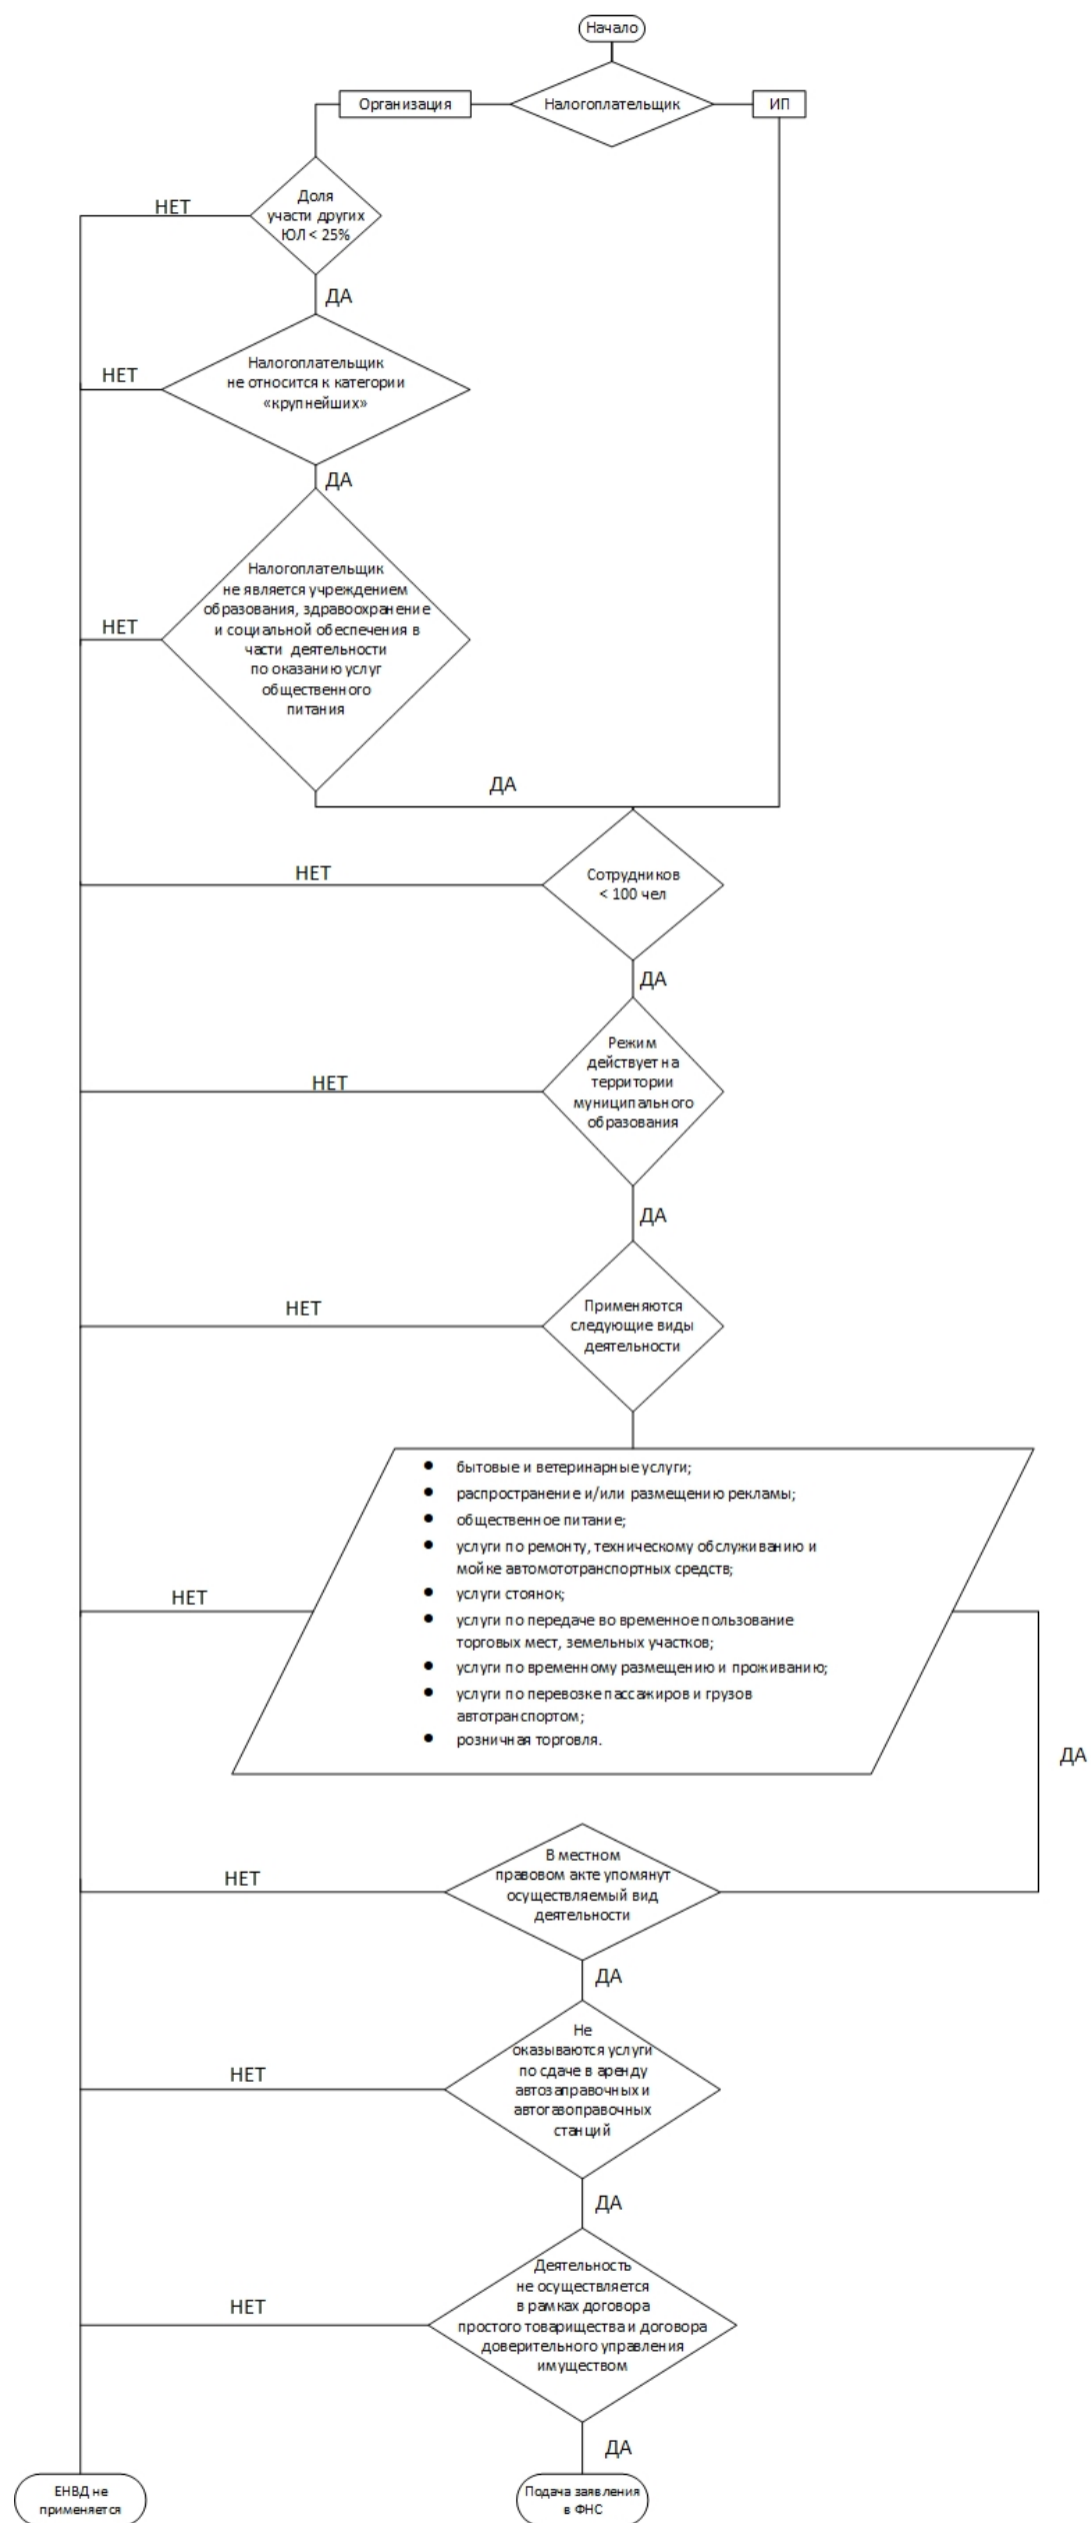 Начало
Организация
Налогоплательщик
ИП
Доля
участи других
ЮЛ < 25%
НЕТ
ДА
Налогоплательщик
не относится к категории
«крупнейших»
НЕТ
ДА
Налогоплательщик
не является учреждением
образования, здравоохранение
и социальной обеспечения в
части деятельности
по оказанию услуг
общественного
питания
НЕТ
ДА
Сотрудников
< 100 чел
НЕТ
ДА
Режим
действует на
территории
муниципального
образования
НЕТ
ДА
Применяются
следующие виды
деятельности
НЕТ
● бытовые и ветеринарные услуги;
● распространение и/или размещению рекламы;
● общественное питание;
● услуги по ремонту, техническому обслуживанию и
мойке автомототранспортных средств;
● услуги стоянок;
● услуги по передаче во временное пользование
торговых мест, земельных участков;
● услуги по временному размещению и проживанию;
● услуги по перевозке пассажиров и грузов
автотранспортом;
● розничная торговля.
НЕТ
ДА
В местном
правовом акте упомянут
осуществляемый вид
деятельности
НЕТ
ДА
Не
оказываются услуги
по сдаче в аренду
автозаправочных и
автогазоправочных
станций
НЕТ
ДА
Деятельность
не осуществляется
в рамках договора
простого товарищества и договора
доверительного управления
имуществом
НЕТ
ДА
ЕНВД не
применяется
Подача заявления
в ФНС